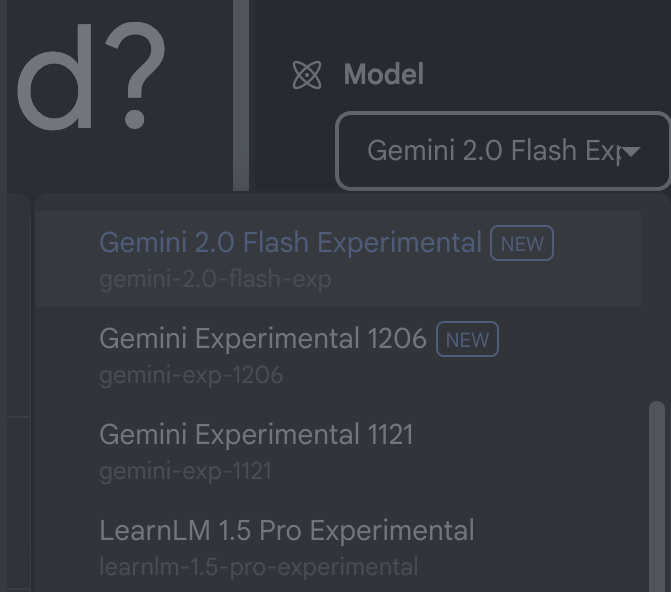 d?
Model
Gemini 2.0 Flash Exp
Gemini 2.0 Flash Experimental NEW
gemini-2.0-flash-exp
Gemini Experimental 1206 NEW
gemini-exp-1206
Gemini Experimental 1121
gemini-exp-1121
LearnLM 1.5 Pro Experimental
learnlm-1.5-pro-experimental